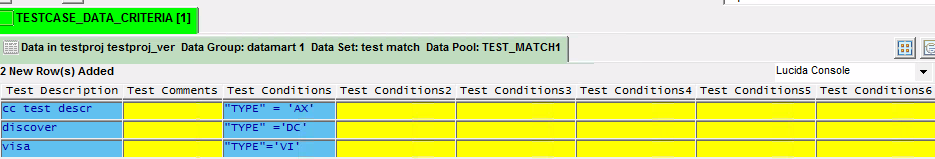 TESTCASE_DATA_CRITERIA [1]
Data in testproj testproj_ver Data Group: datamart 1 Data Set: test match Data Pool: TEST_MATCH1
2 New Row(s) Added Lucida Console
Test Description Test Comments Test Conditions Test Conditions2 Test Conditions3 Test Conditions4 Test Conditions5 Test Conditions6
cc test descr "TYPE" = 'AX'
discover "TYPE" ='DC'
visa "TYPE"='VI'